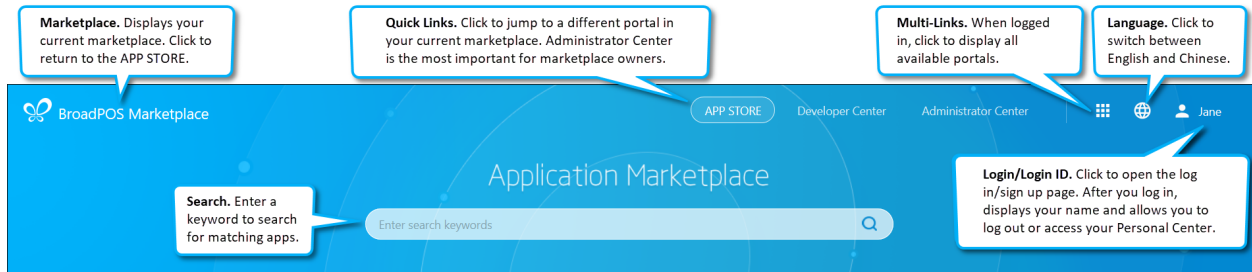 Marketplace. Displays your
current marketplace. Click to
return to the APP STORE.
Quick Links. Click to jump to a different portal in
your current marketplace. Administrator Center
is the most important for marketplace owners.
Multi-Links. When logged
in, click to display all
available portals.
Language. Click to
switch between
English and Chinese.
BroadPOS Marketplace
APP STORE
Developer Center
Administrator Center
Jane
Application Marketplace
Search. Enter a
keyword to search
for matching apps.
Enter search keywords
Login/Login ID. Click to open the log
in/sign up page. After you log in,
displays your name and allows you to
log out or access your Personal Center.